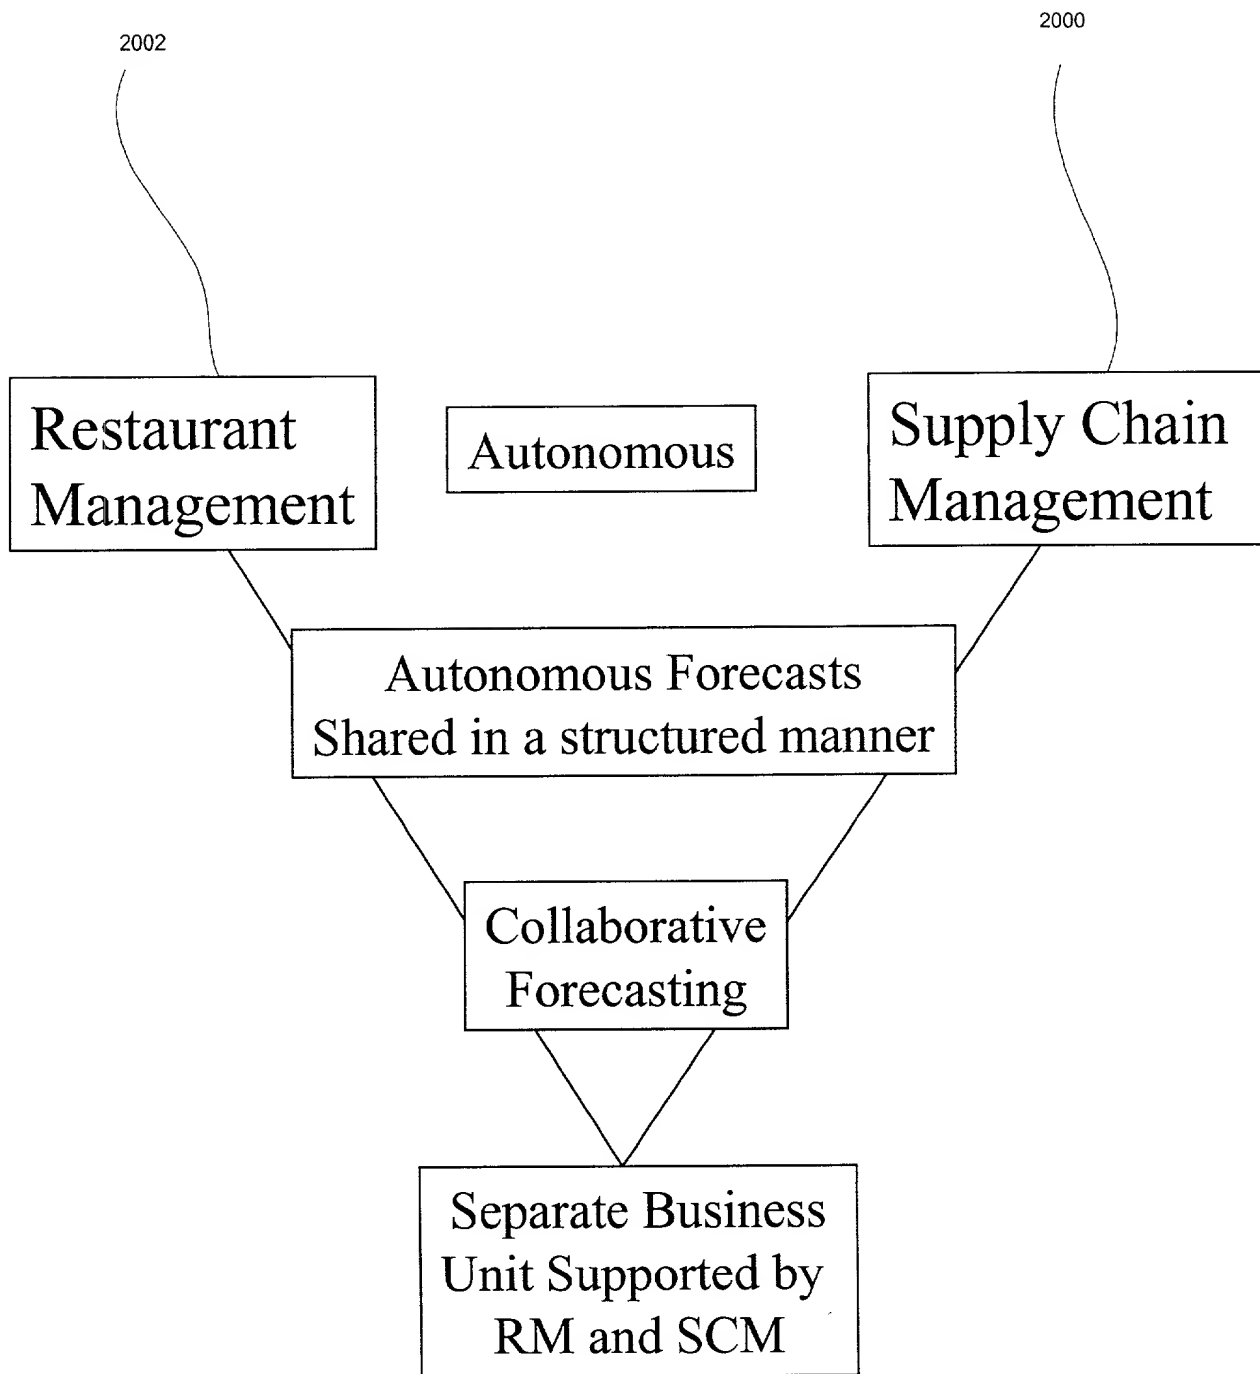 2002
2000
Restaurant
Management
Autonomous
Supply Chain
Management
Autonomous Forecasts
Shared in a structured manner
Collaborative
Forecasting
Separate Business
Unit Supported by
RM and SCM